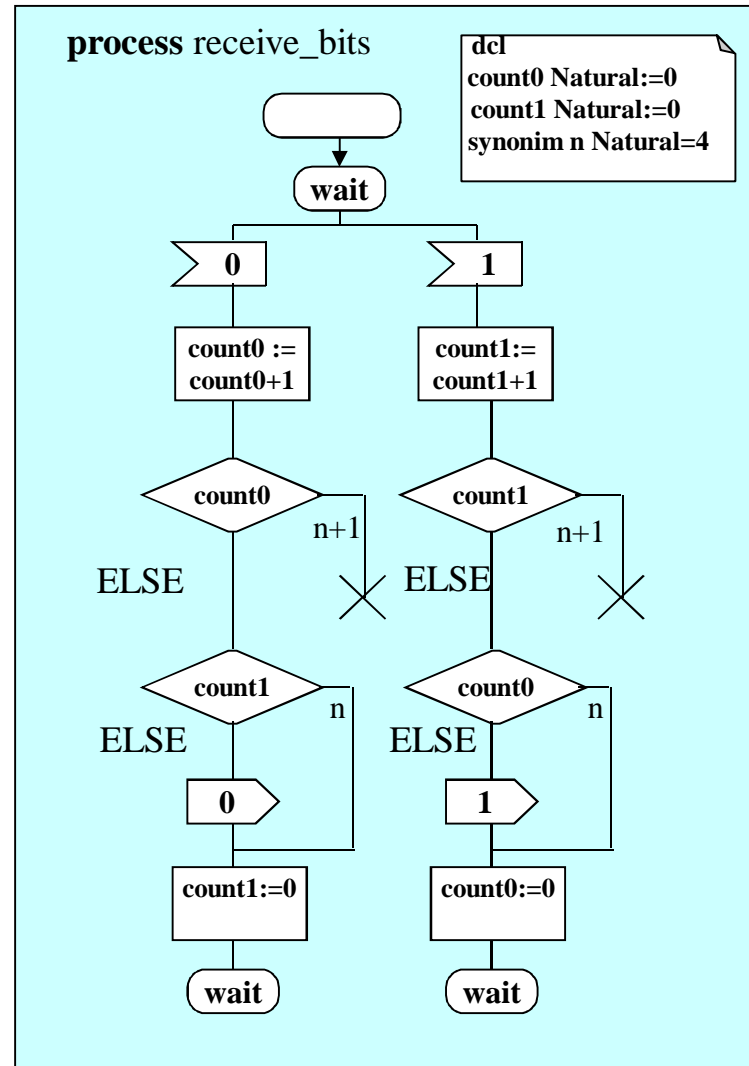 process receive_bits
dcl
count0 Natural:=0
count1 Natural:=0
synonim n Natural=4
wait
0
1
count0 :=
count0+1
count1:=
count1+1
count0
n+1
ELSE
count1
n+1
ELSE
count1
n
ELSE
count0
n
ELSE
0
1
count1:=0
count0:=0
wait
wait